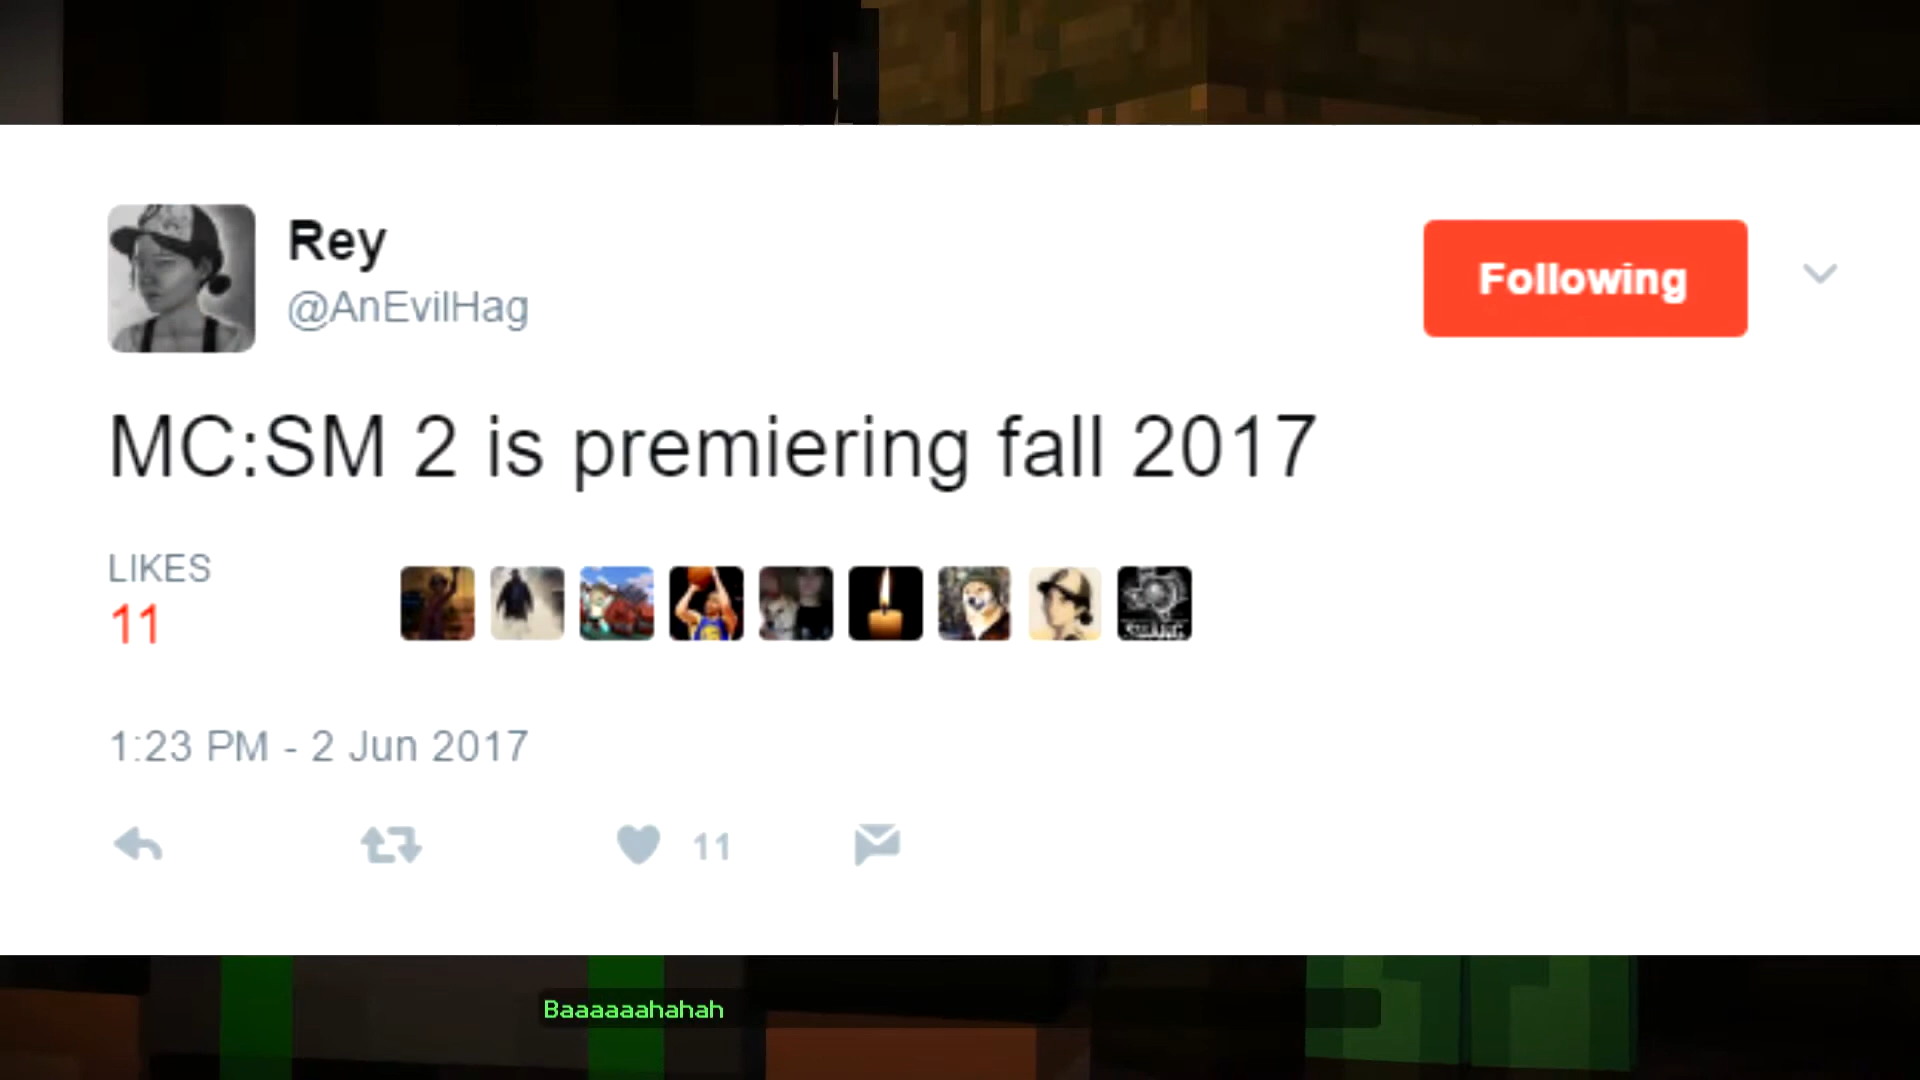 Rey
@AnEvilHag
Following
MC:SM 2 is premiering fall 2017
LIKES
11
1:23 PM - 2 Jun 2017
11
Baaaaaahahah